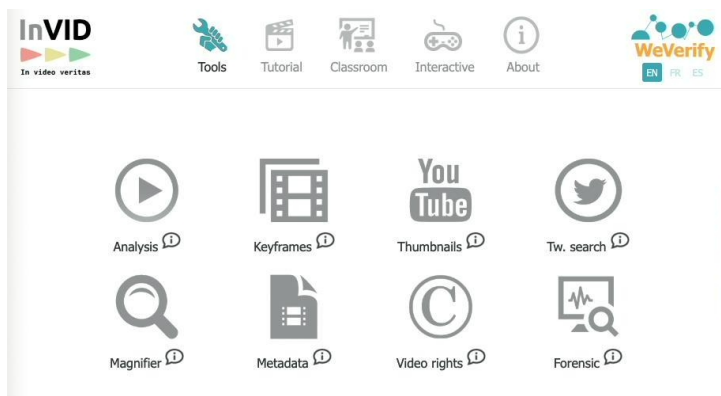 InVID
In video veritas
Tools
Tutorial
Classroom
Interactive
About
WeVerify
EN FR ES
Analysis
Keyframes
You Tube
Thumbnails
Tw. search
Magnifier
Metadata
C
Video rights
Forensic